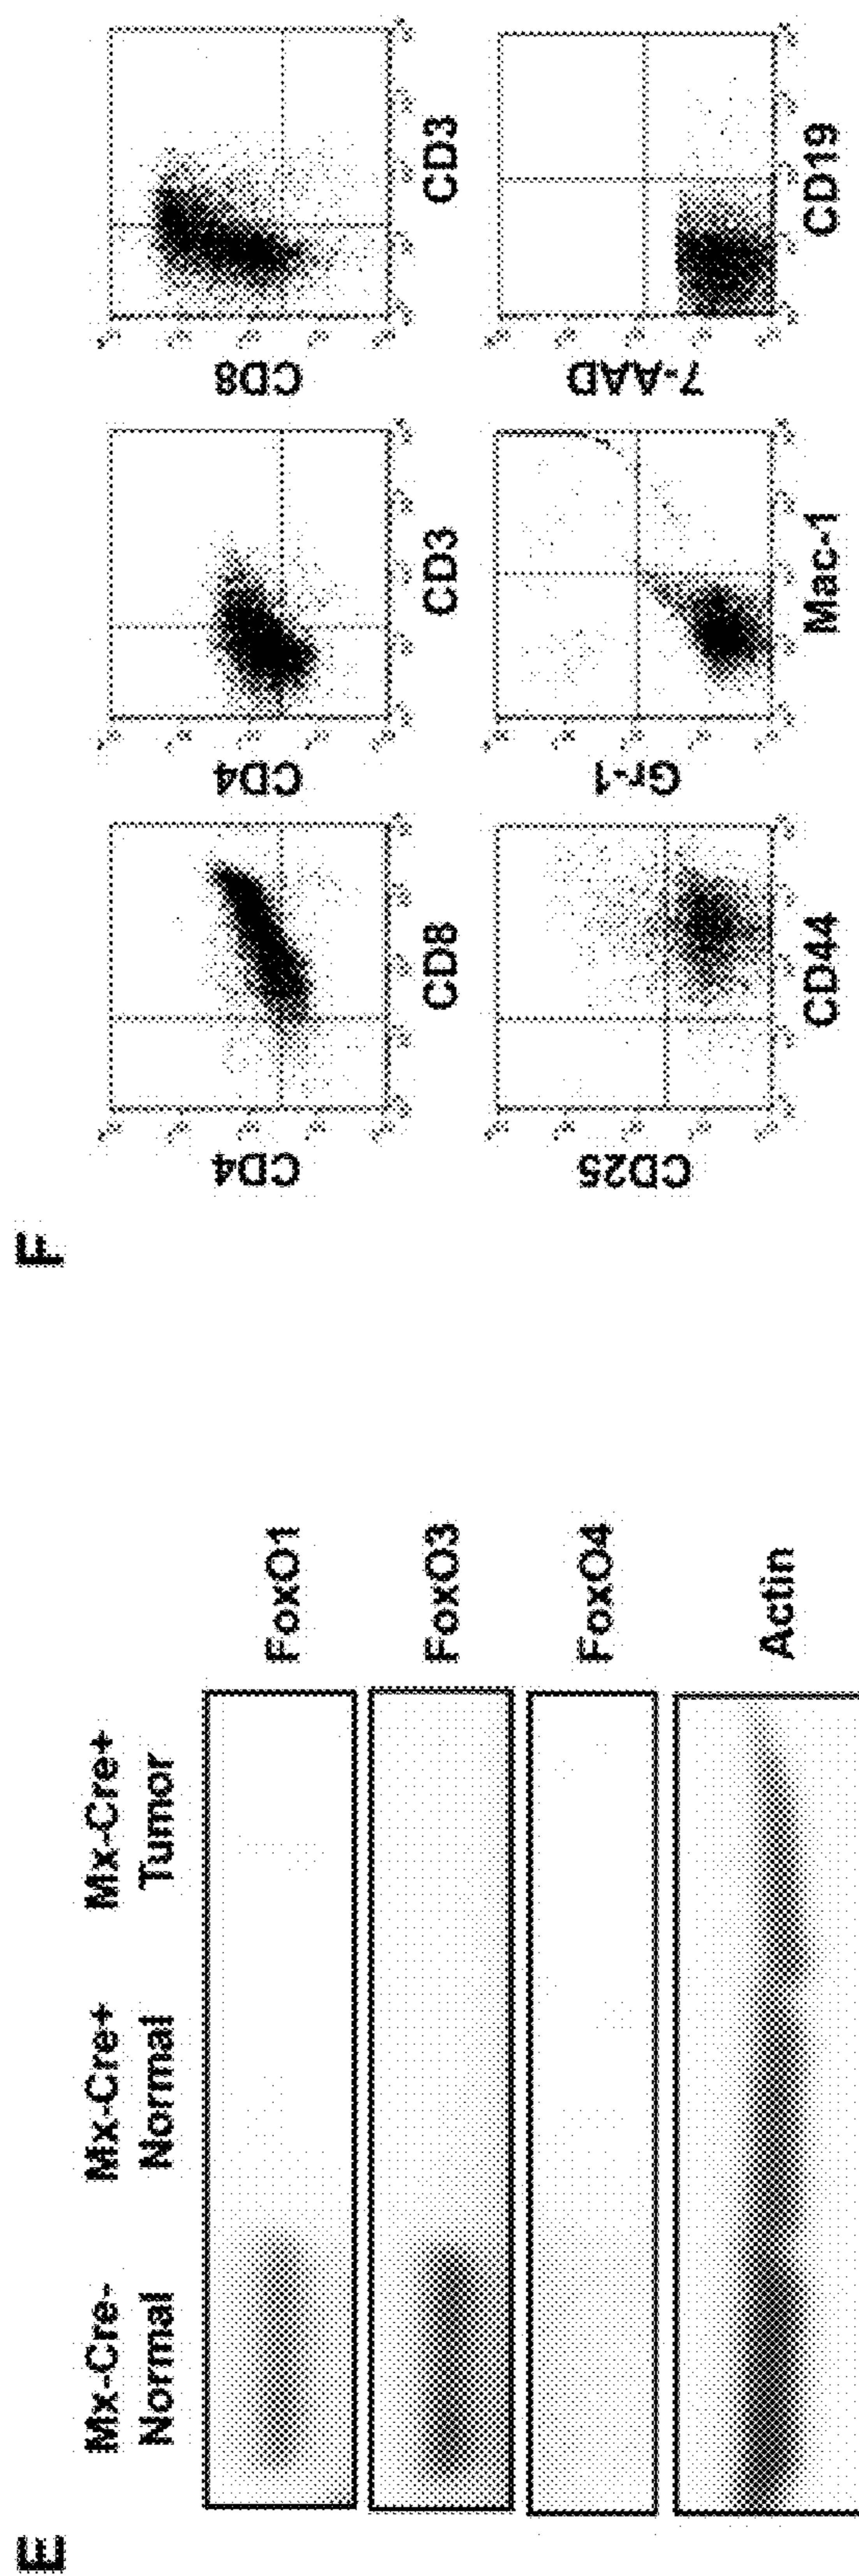 E
Mx-Cre- Mx-Cre+ Mx-Cre+
Normal Normal Tumor
FoxO1
FoxO3
FoxO4
Actin
F
CD4
CD8
CD4
CD3
CD8
CD3
CD25
CD44
Gr-1
Mac-1
7-AAD
CD19